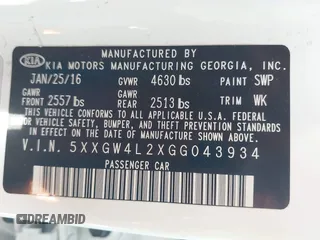 MANUFACTURED BY
KIA KIA MOTORS MANUFACTURING GEORGIA, INC.
JAN/25/16 GVWR 4630 lbs PAINT SWP
GAWR GAWR
FRONT 2557 lbs REAR 2513 lbs TRIM WK
THIS VEHICLE CONFORMS TO ALL APPLICABLE FEDERAL MOTOR VEHICLE
SAFETY, BUMPER, AND THEFT PREVENTION STANDARDS IN
EFFECT ON THE DATE OF MANUFACTURE SHOWN ABOVE.
V.I.N. 5XXGW4L2XGG043934
PASSENGER CAR
DREAMBID